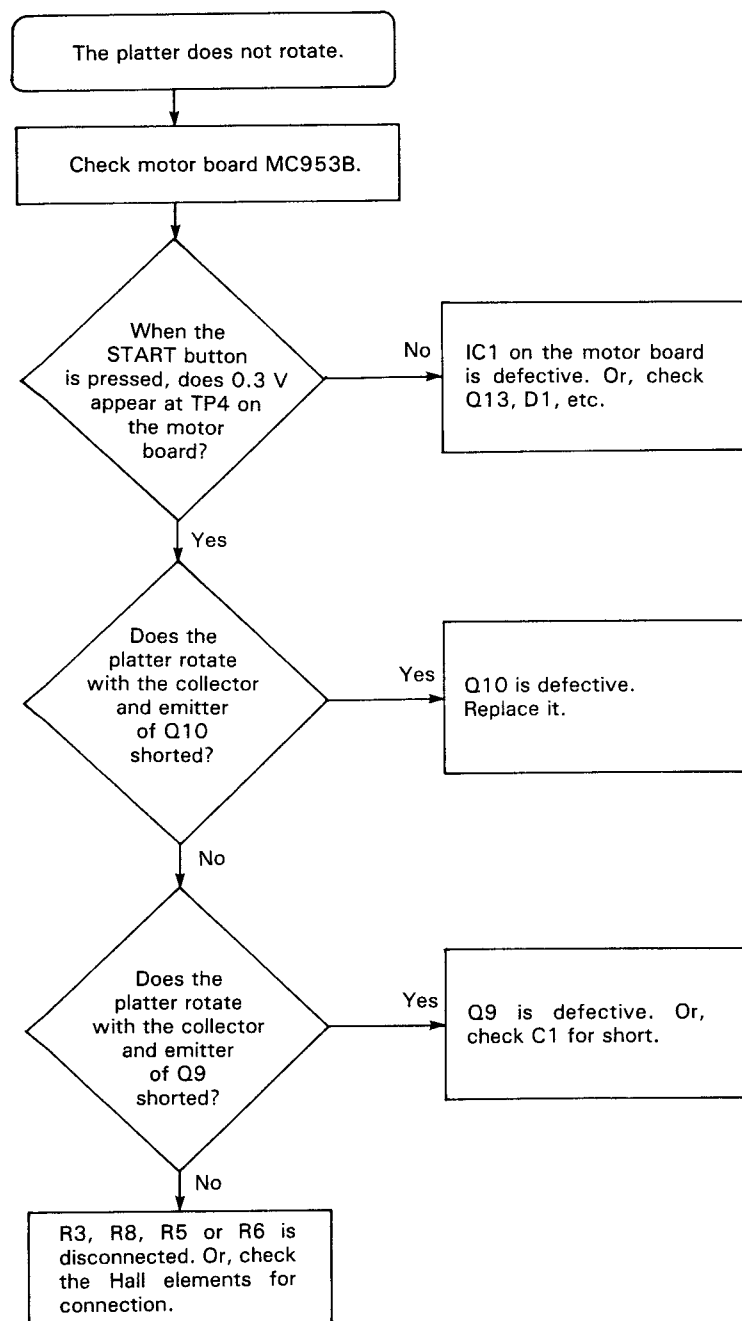 The platter does not rotate.
Check motor board MC953B.
When the
START button
is pressed, does 0.3 V
appear at TP4 on
the motor
board?
No
IC1 on the motor board
is defective. Or, check
Q13, D1, etc.
Yes
Does the
platter rotate
with the collector
and emitter
of Q10
shorted?
Yes
Q10 is defective.
Replace it.
No
Does the
platter rotate
with the collector
and emitter
of Q9
shorted?
Yes
Q9 is defective. Or,
check C1 for short.
No
R3, R8, R5 or R6 is
disconnected. Or, check
the Hall elements for
connection.